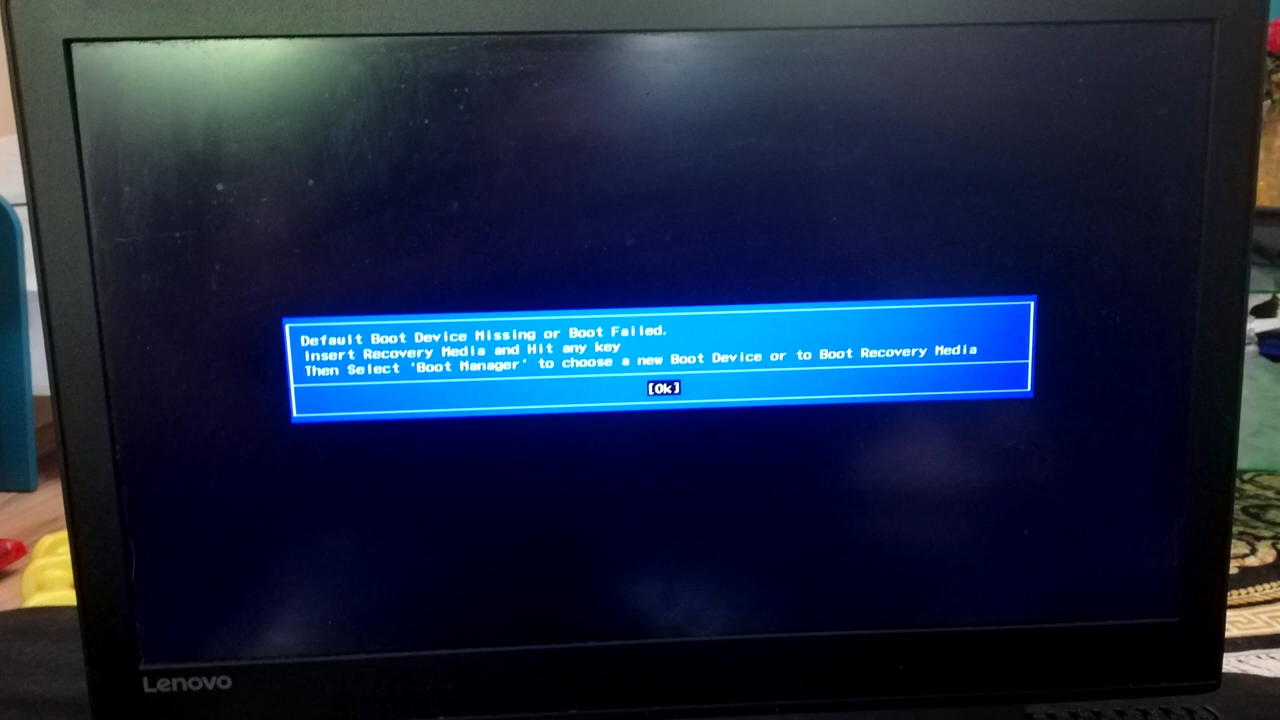 Default Boot Device Missing or Boot Failed.
Insert Recovery Media and Hit any key
Then Select 'Boot Manager' to choose a new Boot Device or to Boot Recovery Media
[Ok]
Lenovo